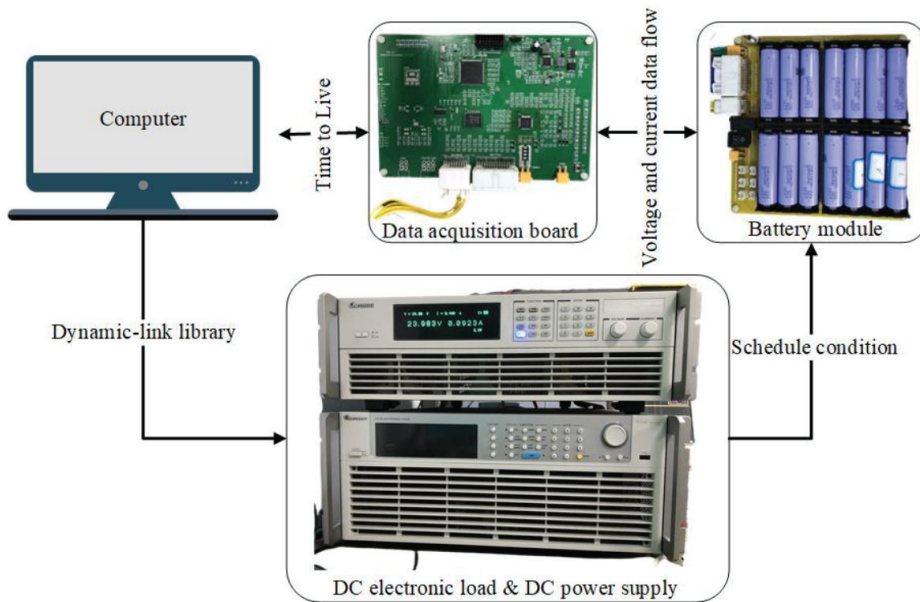 Computer
Time to Live
Data acquisition board
Voltage and current data flow
Battery module
Dynamic-link library
23.983V 0.0923A
Schedule condition
DC electronic load & DC power supply